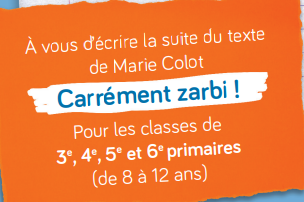 À vous d'écrire la suite du texte
de Marie Colot
Carrément zarbi !
Pour les classes de
3e, 4e, 5e et 6e primaires
(de 8 à 12 ans)